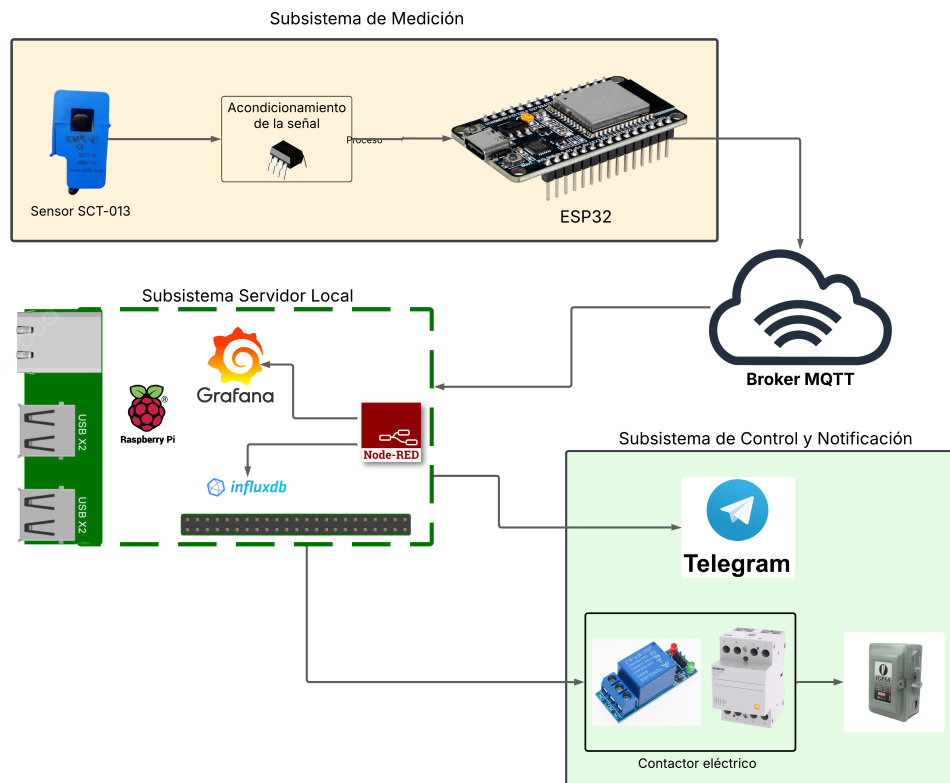 Subsistema de Medición
Acondicionamiento
de la señal
Proceso
Sensor SCT-013
ESP32
Subsistema Servidor Local
Grafana
Raspberry Pi
®
USB X2
USB X2
Node-RED
influxdb
Broker MQTT
Subsistema de Control y Notificación
Telegram
Contactor eléctrico